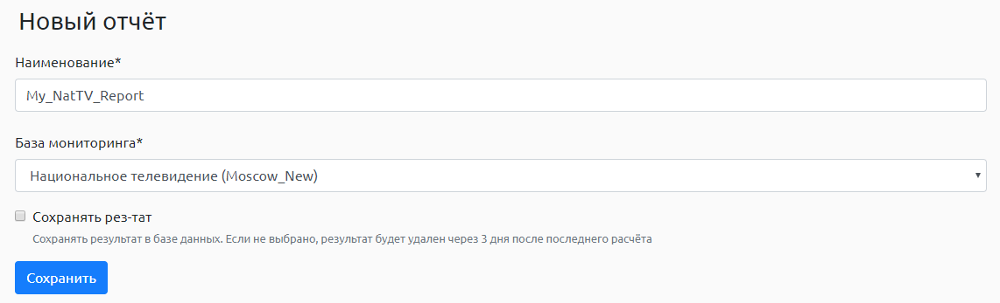 Новый отчёт
Наименование*
My_NatTV_Report
База мониторинга*
Национальное телевидение (Moscow_New)
Сохранять рез-тат
Сохранять результат в базе данных. Если не выбрано, результат будет удален через 3 дня после последнего расчёта
Сохранить